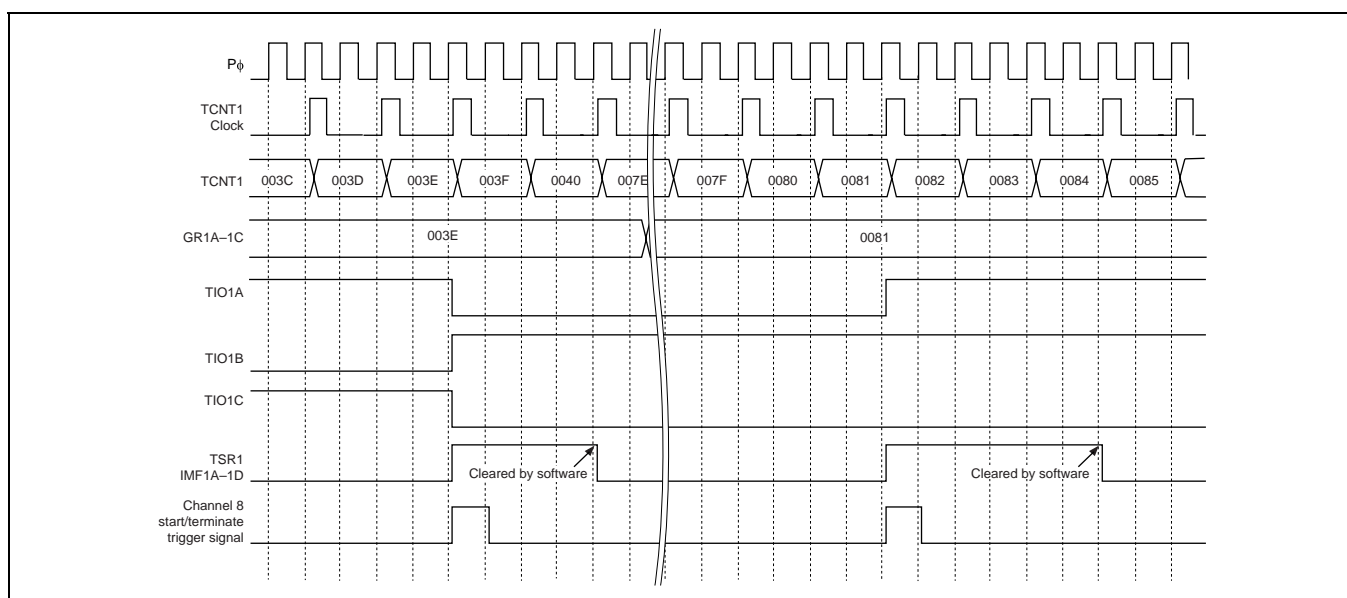 Pϕ
TCNT1
Clock
TCNT1
003C 003D 003E 003F 0040 007E 007F 0080 0081 0082 0083 0084 0085
GR1A–1C
003E 0081
TIO1A
TIO1B
TIO1C
TSR1
IMF1A–1D
Cleared by software Cleared by software
Channel 8
start/terminate
trigger signal